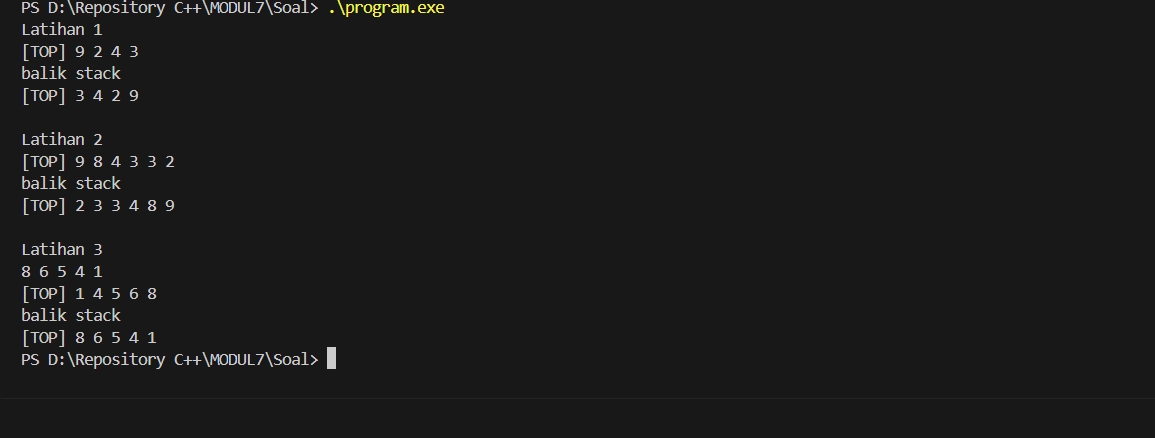 PS D:\Repository C++\MODUL7\Soal> .\program.exe
Latihan 1
[TOP] 9 2 4 3
balik stack
[TOP] 3 4 2 9
Latihan 2
[TOP] 9 8 4 3 3 2
balik stack
[TOP] 2 3 3 4 8 9
Latihan 3
8 6 5 4 1
[TOP] 1 4 5 6 8
balik stack
[TOP] 8 6 5 4 1
PS D:\Repository C++\MODUL7\Soal>